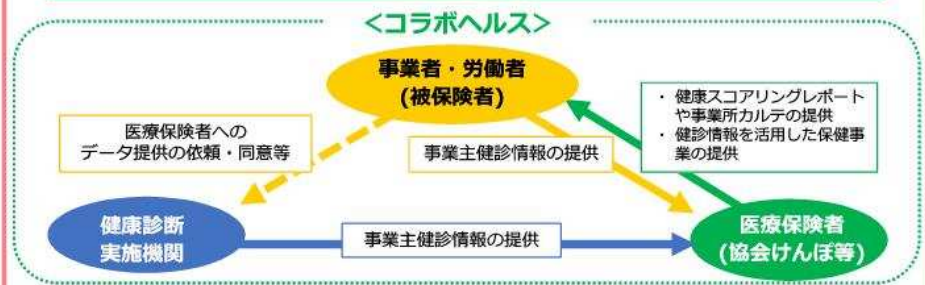 <コラボヘルス>
事業者・労働者
(被保険者)
・ 健康スコアリングレポート
や事業所カルテの提供
・ 健診情報を活用した保健事
業の提供
医療保険者への
データ提供の依頼・同意等
事業主健診情報の提供
健康診断
実施機関
事業主健診情報の提供
医療保険者
(協会けんぽ等)